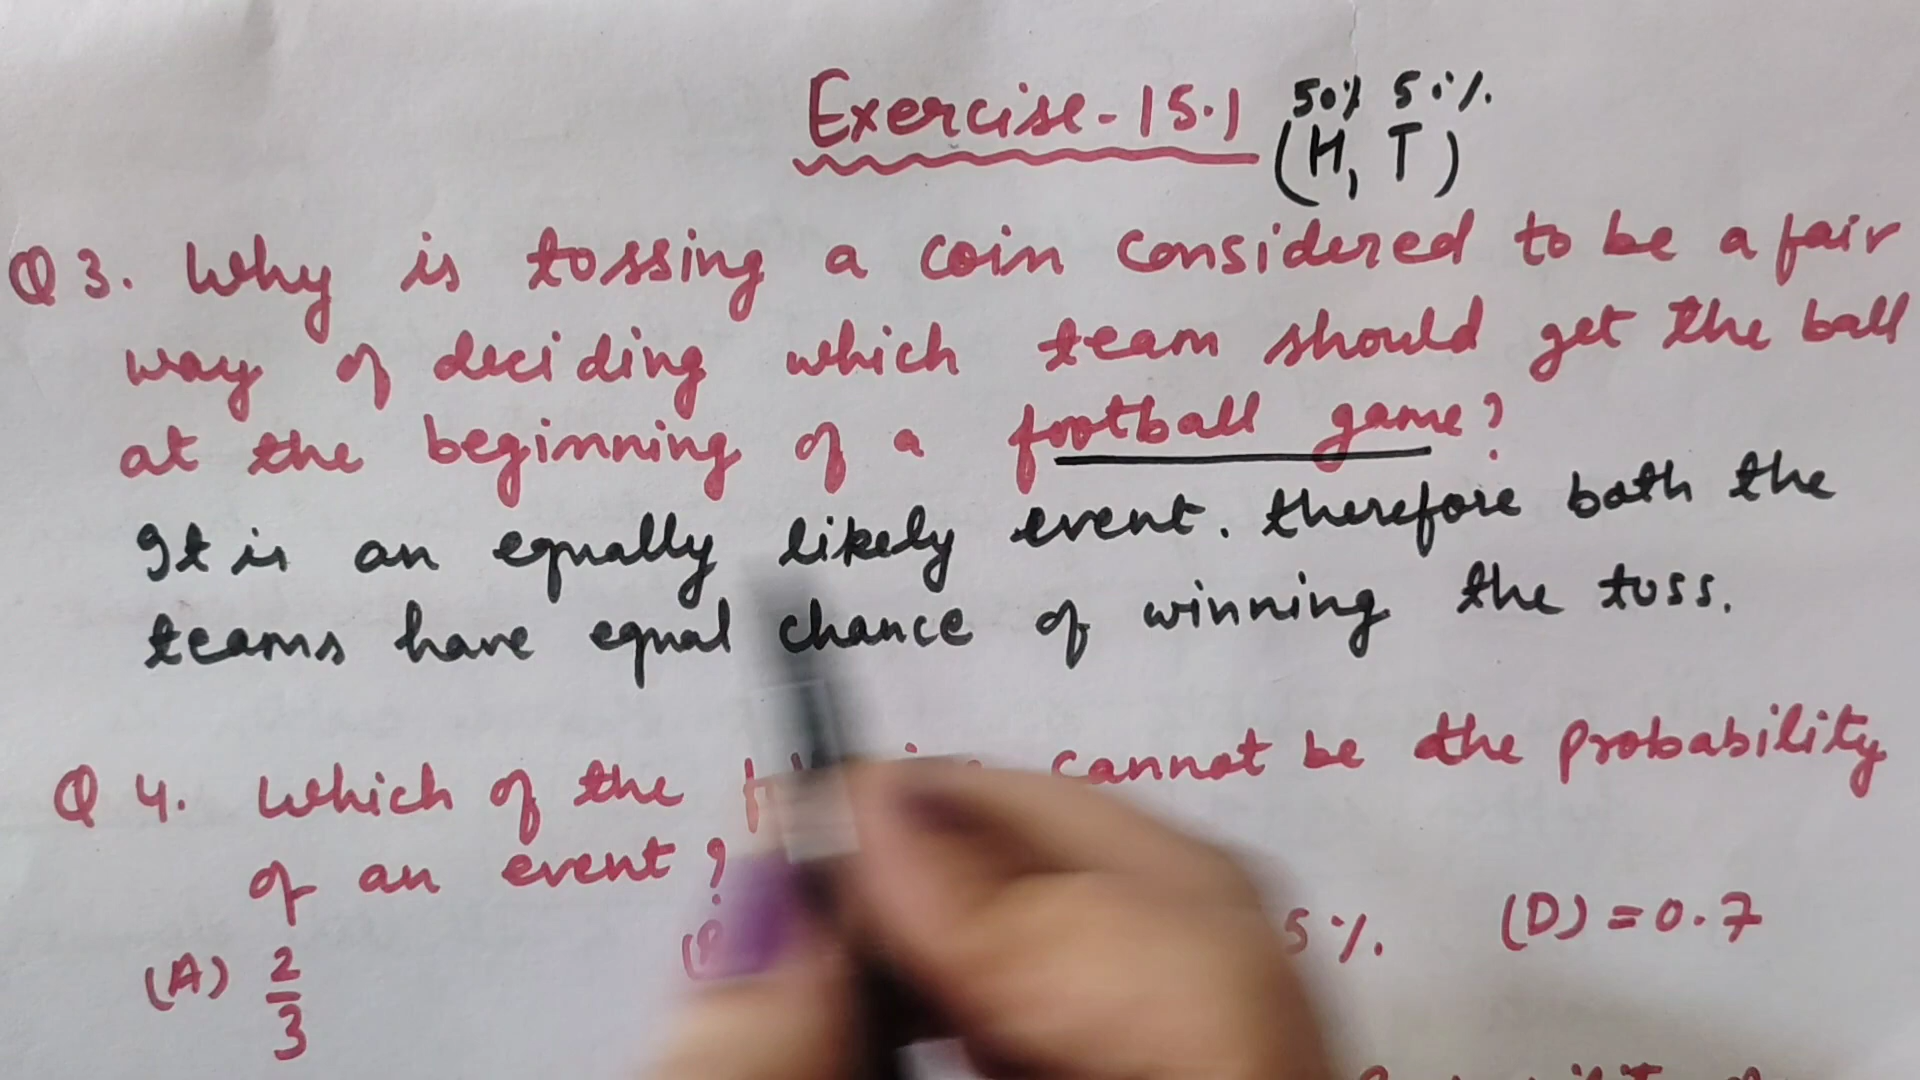 Exercise-15.1
50% 50%.
(H, T)
Q3. Why is tossing a coin considered to be a fair
way of deciding which team should get the ball
at the beginning of a football game?
It is an equally likely event. therefore both the
teams have equal chance of winning the toss.
Q4. which of the cannot be the probability
of an event?
(A) 2/3 5%. (D) = 0.7